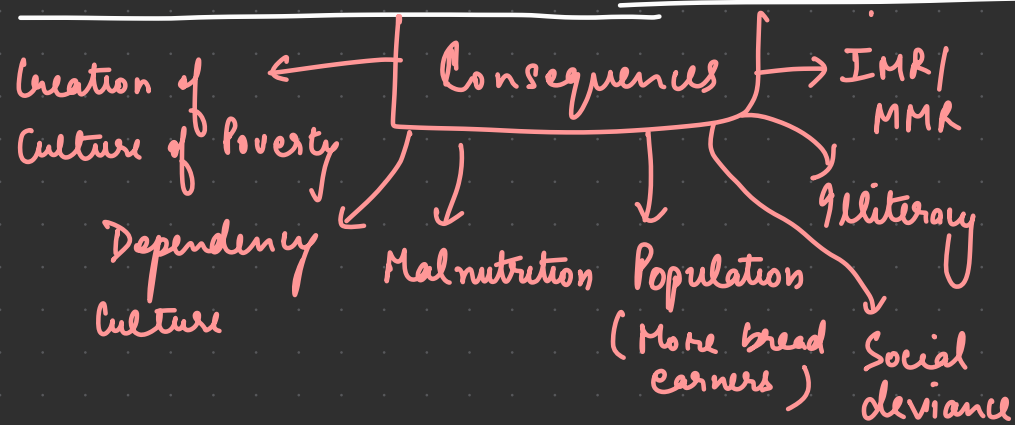 Consequences
Creation of
Culture of Poverty
Dependency
Culture
Malnutrition
Population
(More bread
earners)
Social
deviance
Illiteracy
IMR/
MMR